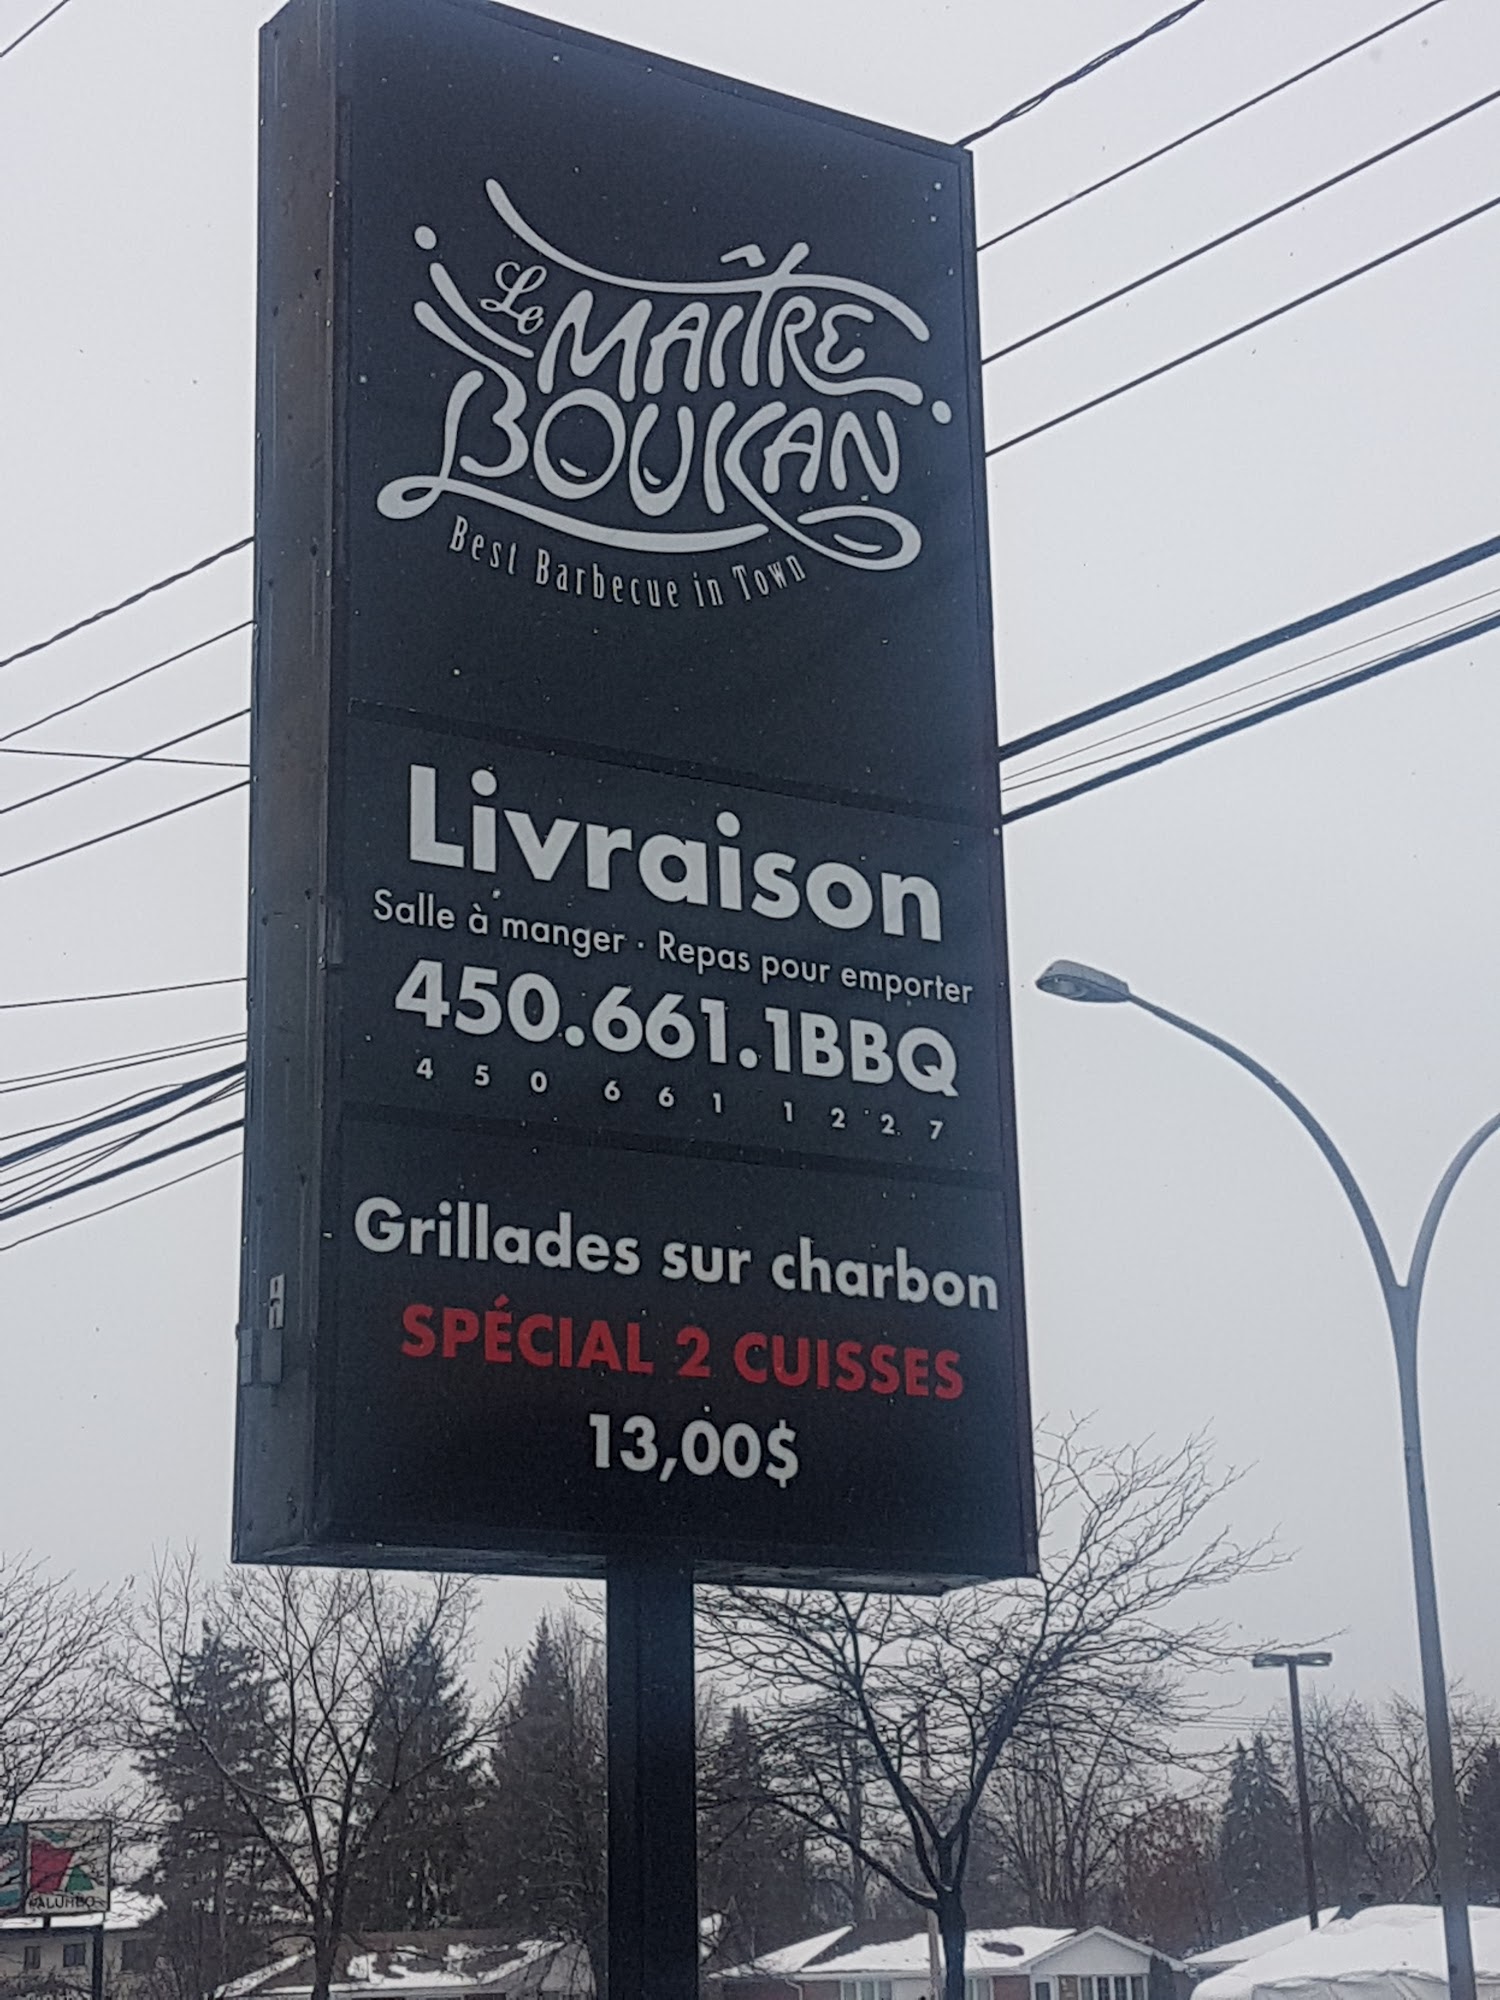 Le MAÎTRE
BOUKAN
Best Barbecue in Town
Livraison
Salle à manger · Repas pour emporter
450.661.1BBQ
4 5 0 6 6 1 1 2 2 7
Grillades sur charbon
SPÉCIAL 2 CUISSES
13,00$